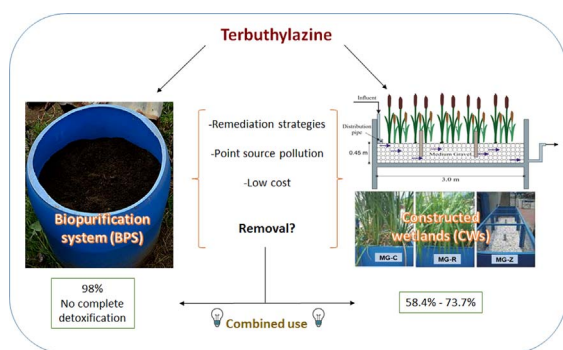 Terbuthylazine
Influent
Distribution
pipe
0.45 m
Medium Gravel
3.0 m
-Remediation strategies
-Point source pollution
-Low cost
Removal?
Biopurification
system (BPS)
Constructed
wetlands (CWs)
MG-C
MG-R
MG-Z
98%
No complete
detoxification
58.4% - 73.7%
Combined use